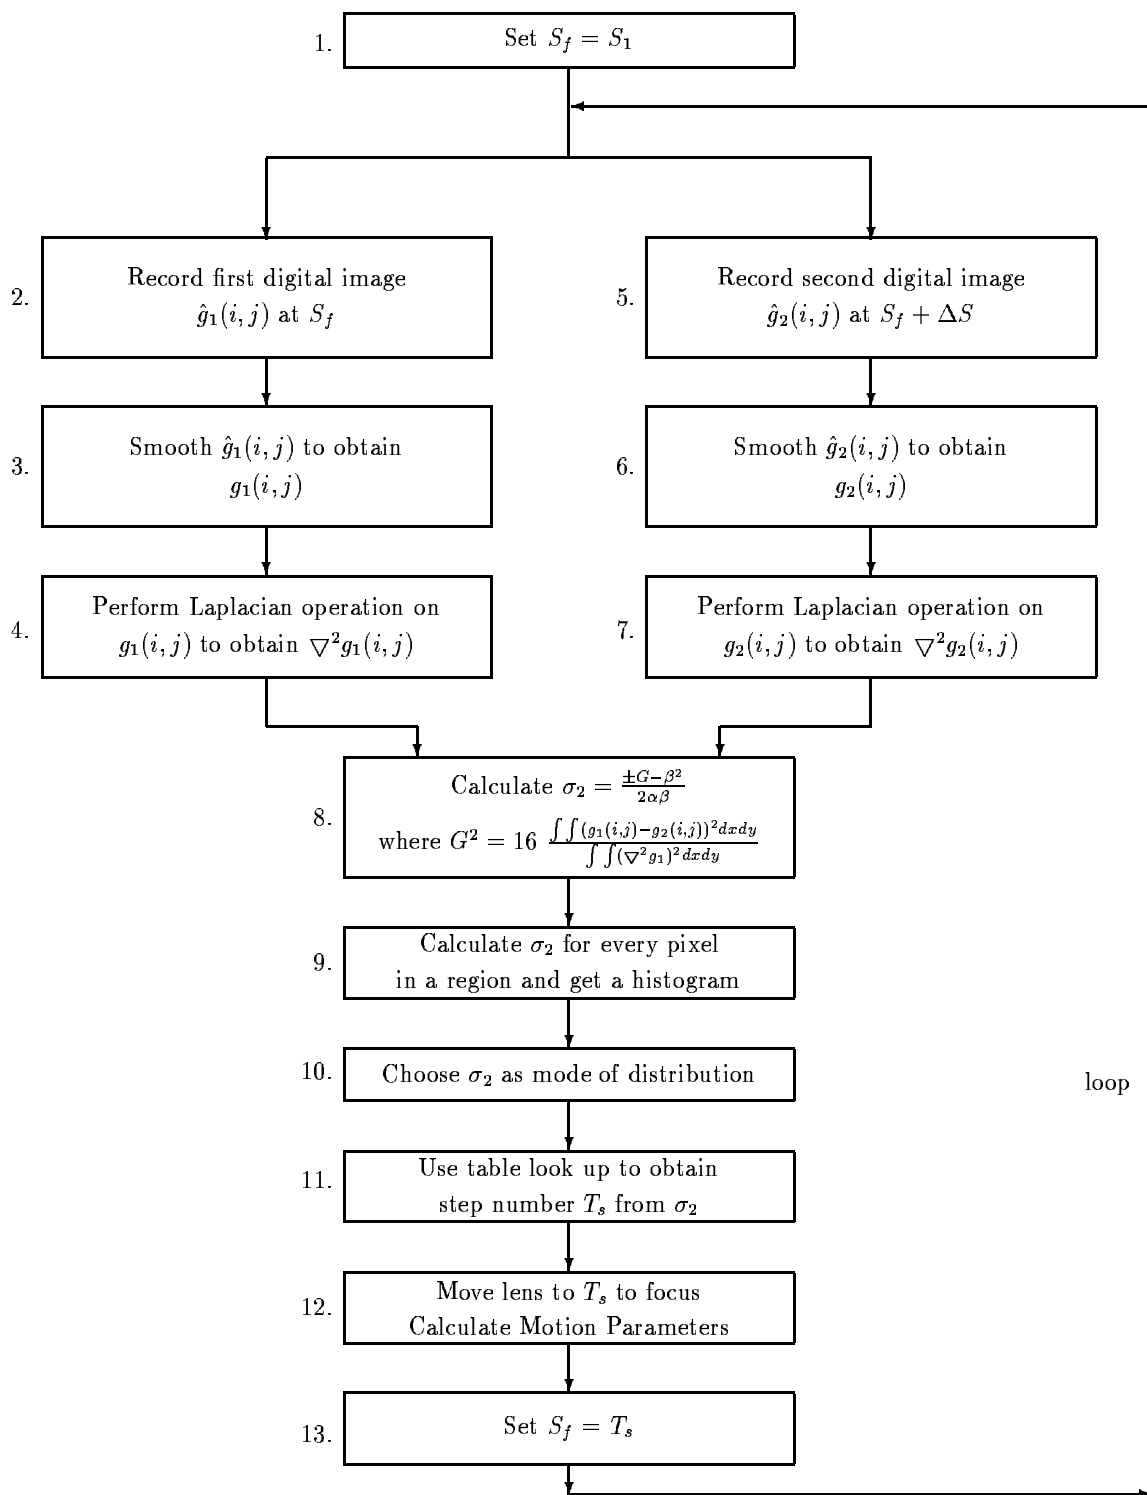 1. Set $S_f = S_1$
2. Record first digital image
$\hat{g}_1(i,j)$ at $S_f$
3. Smooth $\hat{g}_1(i,j)$ to obtain
$g_1(i,j)$
4. Perform Laplacian operation on
$g_1(i,j)$ to obtain $\bigtriangledown^2 g_1(i,j)$
5. Record second digital image
$\hat{g}_2(i,j)$ at $S_f + \Delta S$
6. Smooth $\hat{g}_2(i,j)$ to obtain
$g_2(i,j)$
7. Perform Laplacian operation on
$g_2(i,j)$ to obtain $\bigtriangledown^2 g_2(i,j)$
8. Calculate $\sigma_2 = \frac{\pm G - \beta^2}{2\alpha\beta}$
where $G^2 = 16 \frac{\int\int (g_1(i,j) - g_2(i,j))^2 dxdy}{\int\int (\bigtriangledown^2 g_1)^2 dxdy}$
9. Calculate $\sigma_2$ for every pixel
in a region and get a histogram
10. Choose $\sigma_2$ as mode of distribution
loop
11. Use table look up to obtain
step number $T_s$ from $\sigma_2$
12. Move lens to $T_s$ to focus
Calculate Motion Parameters
13. Set $S_f = T_s$